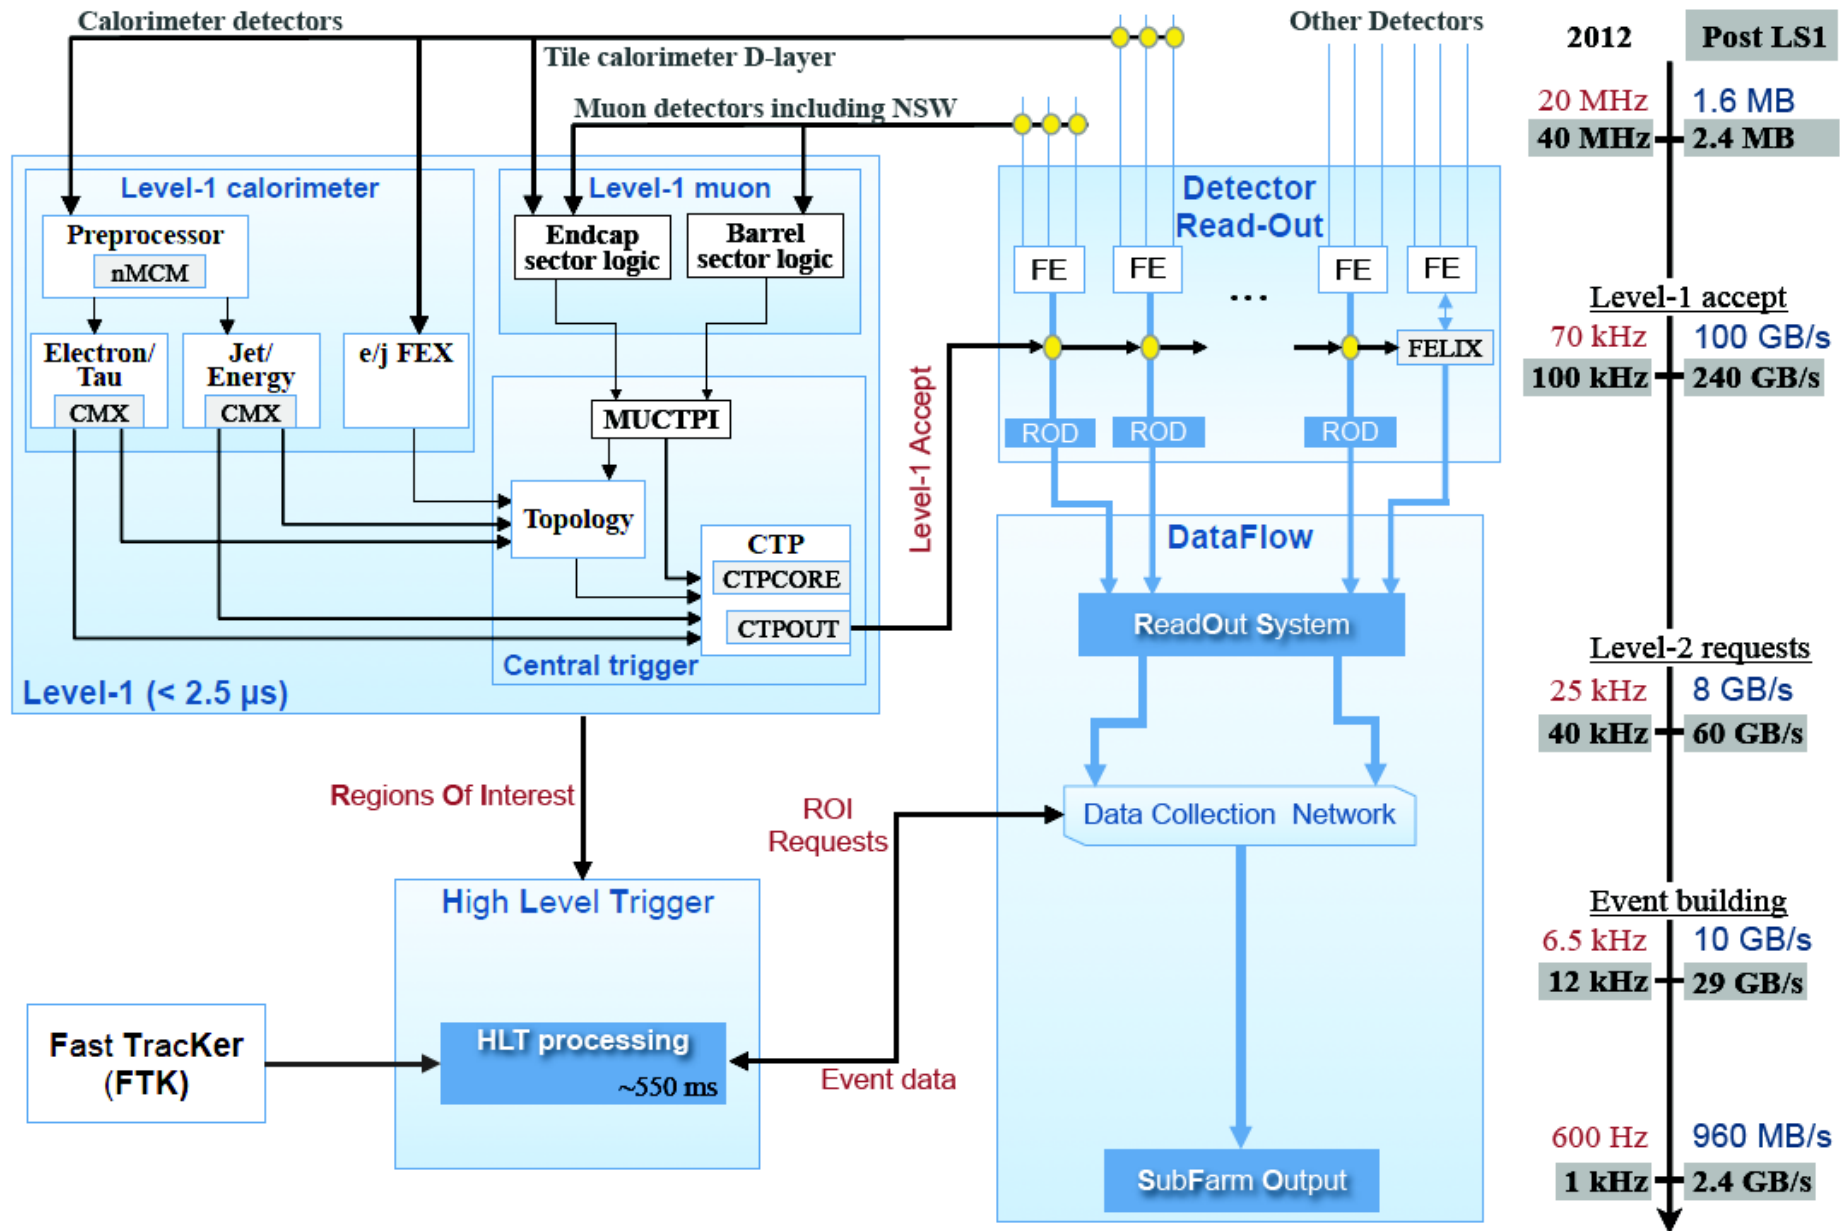 Calorimeter detectors
Tile calorimeter D-layer
Muon detectors including NSW
Other Detectors
Level-1 calorimeter
Preprocessor
nMCM
Electron/
Tau
CMX
Jet/
Energy
CMX
e/j FEX
Level-1 muon
Endcap
sector logic
Barrel
sector logic
MUCTPI
Topology
CTP
CTPCORE
CTPOUT
Central trigger
Level-1 (< 2.5 μs)
Level-1 Accept
Detector
Read-Out
FE
FE
...
FE
FE
FELIX
ROD
ROD
ROD
DataFlow
ReadOut System
Data Collection Network
SubFarm Output
Regions Of Interest
ROI
Requests
Event data
High Level Trigger
HLT processing
~550 ms
Fast TracKer
(FTK)
2012 Post LS1
20 MHz 1.6 MB
40 MHz 2.4 MB
Level-1 accept
70 kHz 100 GB/s
100 kHz 240 GB/s
Level-2 requests
25 kHz 8 GB/s
40 kHz 60 GB/s
Event building
6.5 kHz 10 GB/s
12 kHz 29 GB/s
600 Hz 960 MB/s
1 kHz 2.4 GB/s